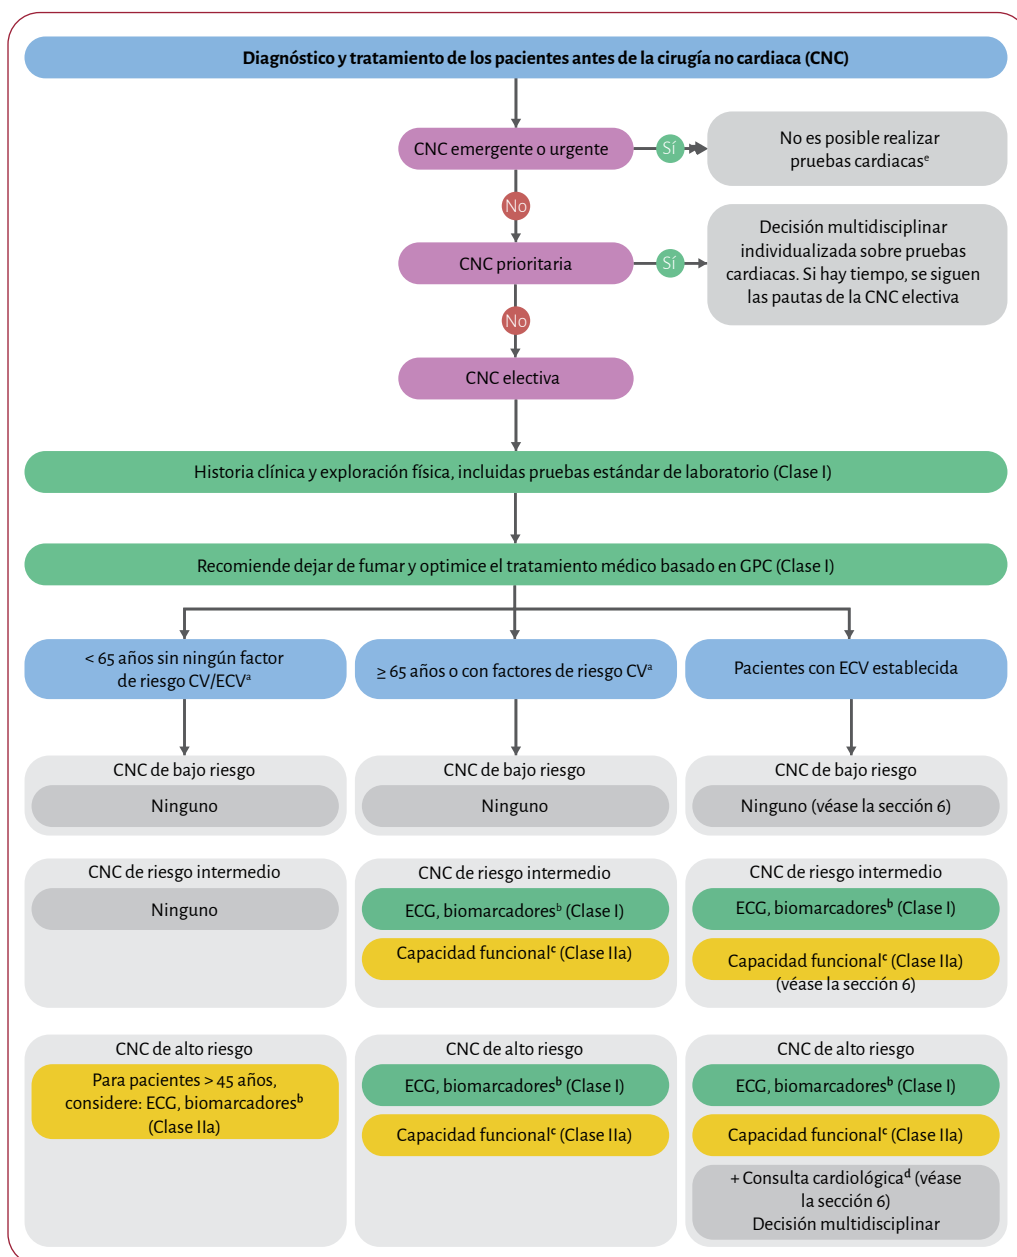 Diagnóstico y tratamiento de los pacientes antes de la cirugía no cardiaca (CNC)
CNC emergente o urgente
Sí
No es posible realizar
pruebas cardiacasᵉ
No
CNC prioritaria
Sí
Decisión multidisciplinar
individualizada sobre pruebas
cardiacas. Si hay tiempo, se siguen
las pautas de la CNC electiva
No
CNC electiva
Historia clínica y exploración física, incluidas pruebas estándar de laboratorio (Clase I)
Recomiende dejar de fumar y optimice el tratamiento médico basado en GPC (Clase I)
< 65 años sin ningún factor
de riesgo CV/ECVᵃ
≥ 65 años o con factores de riesgo CVᵃ
Pacientes con ECV establecida
CNC de bajo riesgo
Ninguno
CNC de bajo riesgo
Ninguno
CNC de bajo riesgo
Ninguno (véase la sección 6)
CNC de riesgo intermedio
Ninguno
CNC de riesgo intermedio
ECG, biomarcadoresᵇ (Clase I)
Capacidad funcionalᶜ (Clase IIa)
CNC de riesgo intermedio
ECG, biomarcadoresᵇ (Clase I)
Capacidad funcionalᶜ (Clase IIa)
(véase la sección 6)
CNC de alto riesgo
Para pacientes > 45 años,
considere: ECG, biomarcadoresᵇ
(Clase IIa)
CNC de alto riesgo
ECG, biomarcadoresᵇ (Clase I)
Capacidad funcionalᶜ (Clase IIa)
CNC de alto riesgo
ECG, biomarcadoresᵇ (Clase I)
Capacidad funcionalᶜ (Clase IIa)
+ Consulta cardiológicaᵈ (véase
la sección 6)
Decisión multidisciplinar